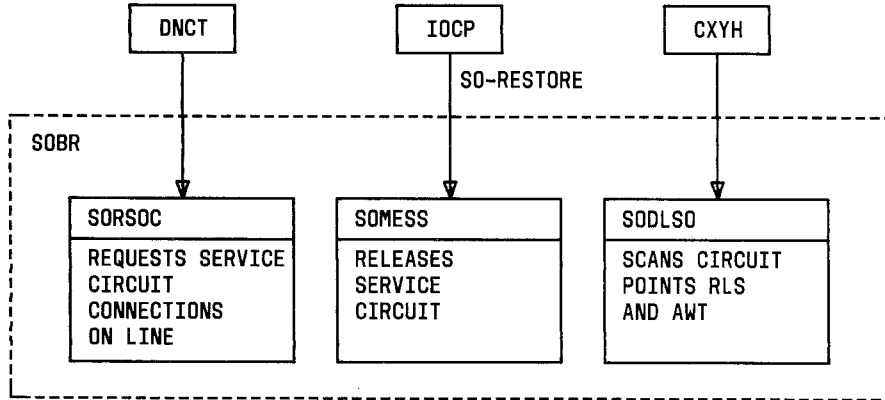 DNCT
IOCP
CXYH
SO-RESTORE
SOBR
SORSOC
REQUESTS SERVICE
CIRCUIT
CONNECTIONS
ON LINE
SOMESS
RELEASES
SERVICE
CIRCUIT
SODLSO
SCANS CIRCUIT
POINTS RLS
AND AWT